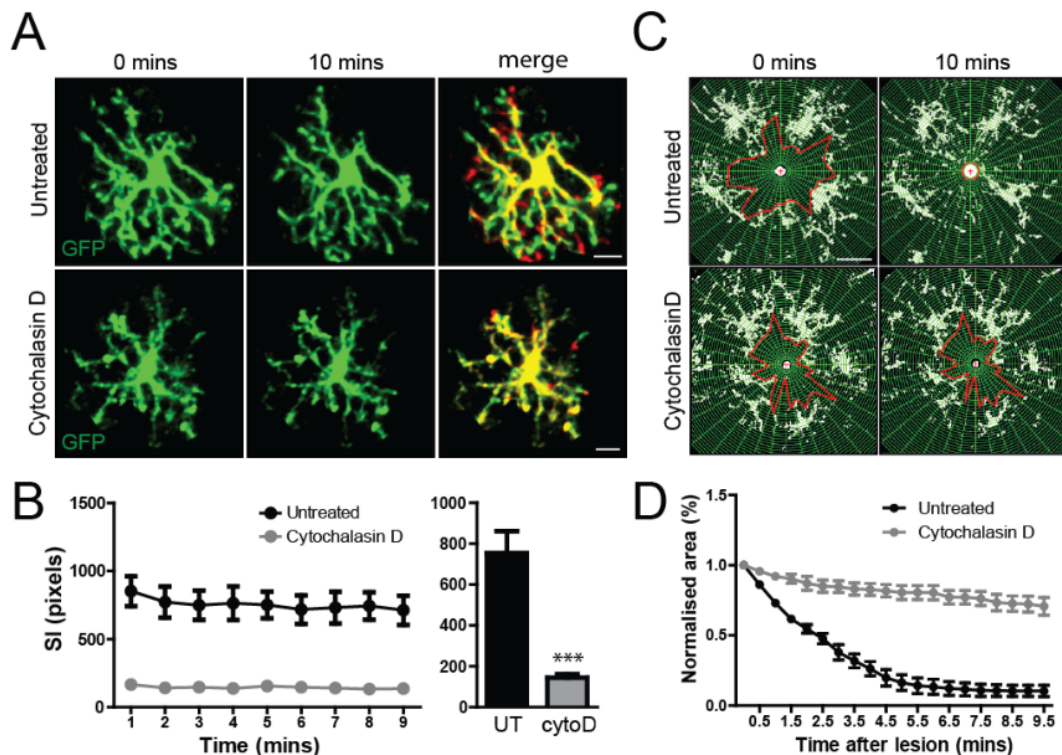 A
0 mins 10 mins merge
Untreated
GFP
Cytochalasin D
GFP
C
0 mins 10 mins
Untreated
CytochalasinD
B
1500
1000
500
0
SI (pixels)
Untreated
Cytochalasin D
1 2 3 4 5 6 7 8 9
Time (mins)
1000
800
600
400
200
0
***
UT cytoD
D
1.5
1.0
0.5
0.0
Normalised area (%)
Untreated
Cytochalasin D
0.5 1.5 2.5 3.5 4.5 5.5 6.5 7.5 8.5 9.5
Time after lesion (mins)